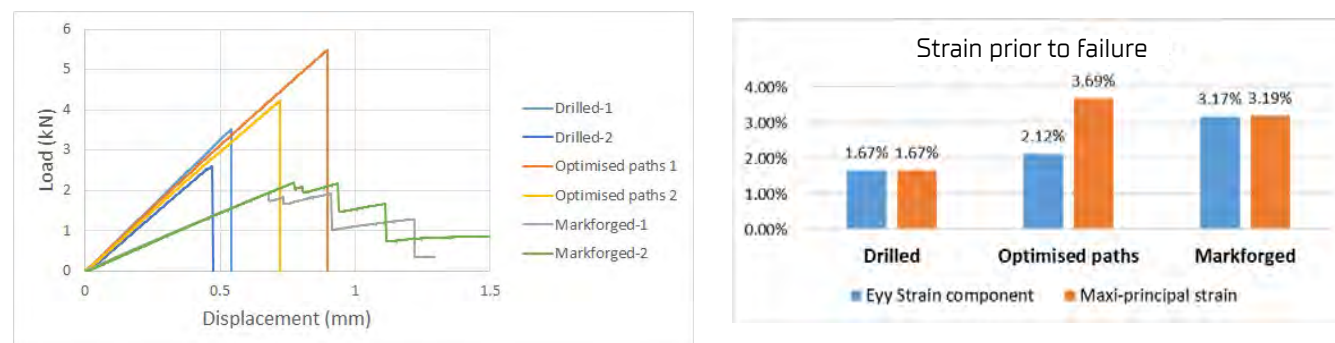 6
5
4
3
2
1
0
Load (kN)
0 0.5 1 1.5
Displacement (mm)
Drilled-1
Drilled-2
Optimised paths 1
Optimised paths 2
Markforged-1
Markforged-2
Strain prior to failure
4.00%
3.00%
2.00%
1.00%
0.00%
1.67% 1.67%
2.12%
3.69%
3.17% 3.19%
Drilled Optimised paths Markforged
Eyy Strain component Maxi-principal strain